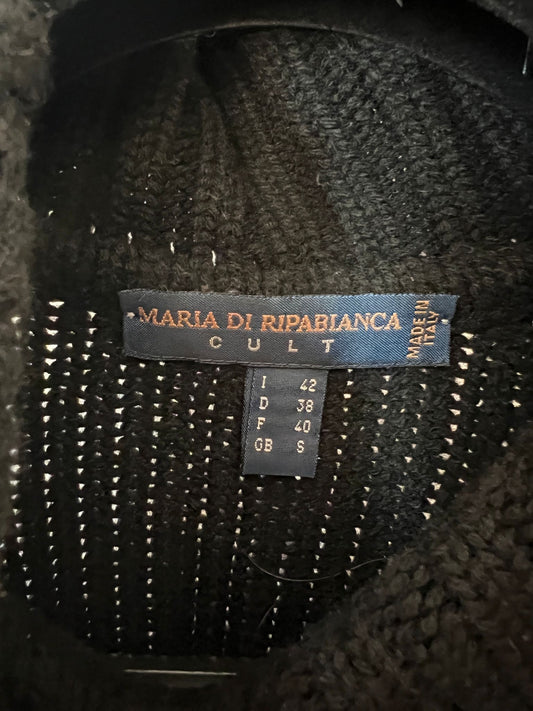 MARIA DI RIPABIANCA
CULT
MADE IN
ITALY
I 42
D 38
F 40
GB S